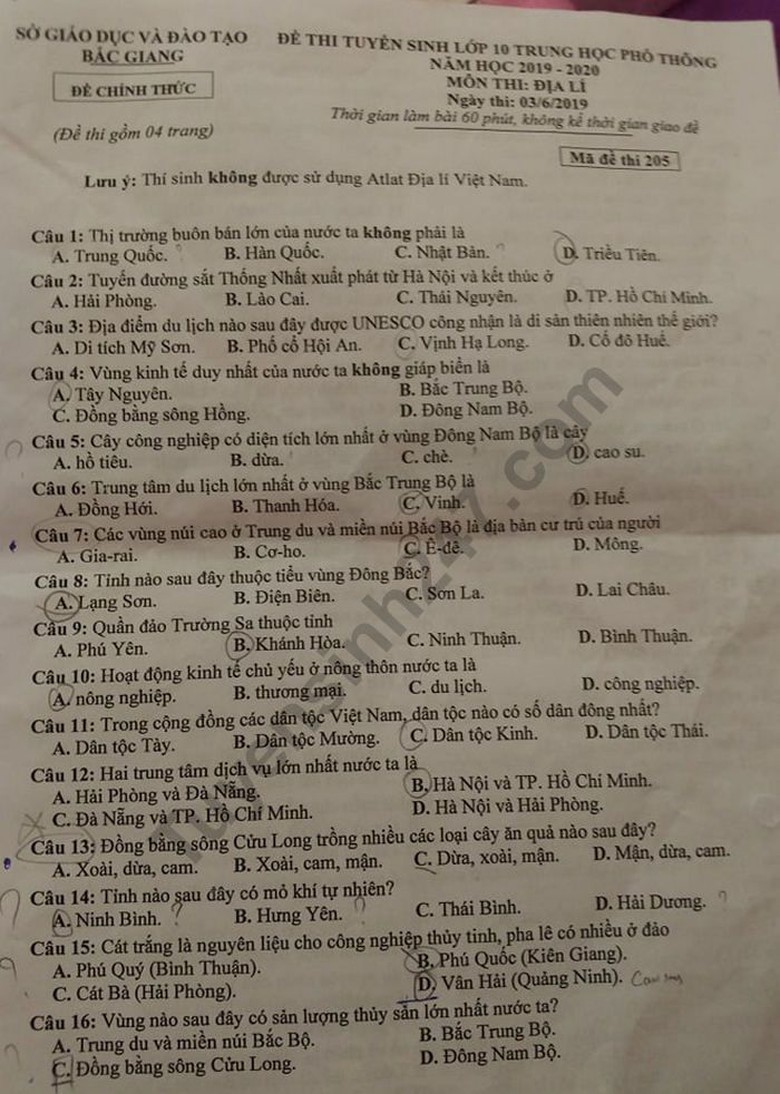 SỞ GIÁO DỤC VÀ ĐÀO TẠO
BẮC GIANG
ĐỀ CHÍNH THỨC
(Đề thi gồm 04 trang)
ĐỀ THI TUYỂN SINH LỚP 10 TRUNG HỌC PHỔ THÔNG
NĂM HỌC 2019 - 2020
MÔN THI: ĐỊA LÍ
Ngày thi: 03/6/2019
Thời gian làm bài 60 phút, không kể thời gian giao đề
Mã đề thi 205
Lưu ý: Thí sinh không được sử dụng Atlat Địa lí Việt Nam.
Câu 1: Thị trường buôn bán lớn của nước ta không phải là
A. Trung Quốc. B. Hàn Quốc. C. Nhật Bản. D. Triều Tiên.
Câu 2: Tuyến đường sắt Thống Nhất xuất phát từ Hà Nội và kết thúc ở
A. Hải Phòng. B. Lào Cai. C. Thái Nguyên. D. TP. Hồ Chí Minh.
Câu 3: Địa điểm du lịch nào sau đây được UNESCO công nhận là di sản thiên nhiên thế giới?
A. Di tích Mỹ Sơn. B. Phố cổ Hội An. C. Vịnh Hạ Long. D. Cố đô Huế.
Câu 4: Vùng kinh tế duy nhất của nước ta không giáp biển là
A. Tây Nguyên. B. Bắc Trung Bộ.
C. Đồng bằng sông Hồng. D. Đông Nam Bộ.
Câu 5: Cây công nghiệp có diện tích lớn nhất ở vùng Đông Nam Bộ là cây
A. hồ tiêu. B. dừa. C. chè. D. cao su.
Câu 6: Trung tâm du lịch lớn nhất ở vùng Bắc Trung Bộ là
A. Đồng Hới. B. Thanh Hóa. C. Vinh. D. Huế.
Câu 7: Các vùng núi cao ở Trung du và miền núi Bắc Bộ là địa bàn cư trú của người
A. Gia-rai. B. Cơ-ho. C. Ê-đê. D. Mông.
Câu 8: Tỉnh nào sau đây thuộc tiểu vùng Đông Bắc?
A. Lạng Sơn. B. Điện Biên. C. Sơn La. D. Lai Châu.
Câu 9: Quần đảo Trường Sa thuộc tỉnh
A. Phú Yên. B. Khánh Hòa. C. Ninh Thuận. D. Bình Thuận.
Câu 10: Hoạt động kinh tế chủ yếu ở nông thôn nước ta là
A. nông nghiệp. B. thương mại. C. du lịch. D. công nghiệp.
Câu 11: Trong cộng đồng các dân tộc Việt Nam, dân tộc nào có số dân đông nhất?
A. Dân tộc Tày. B. Dân tộc Mường. C. Dân tộc Kinh. D. Dân tộc Thái.
Câu 12: Hai trung tâm dịch vụ lớn nhất nước ta là
A. Hải Phòng và Đà Nẵng. B. Hà Nội và TP. Hồ Chí Minh.
C. Đà Nẵng và TP. Hồ Chí Minh. D. Hà Nội và Hải Phòng.
Câu 13: Đồng bằng sông Cửu Long trồng nhiều các loại cây ăn quả nào sau đây?
A. Xoài, dừa, cam. B. Xoài, cam, mận. C. Dừa, xoài, mận. D. Mận, dừa, cam.
Câu 14: Tỉnh nào sau đây có mỏ khí tự nhiên?
A. Ninh Bình. B. Hưng Yên. C. Thái Bình. D. Hải Dương.
Câu 15: Cát trắng là nguyên liệu cho công nghiệp thủy tinh, pha lê có nhiều ở đảo
A. Phú Quý (Bình Thuận). B. Phú Quốc (Kiên Giang).
C. Cát Bà (Hải Phòng). D. Vân Hải (Quảng Ninh).
Câu 16: Vùng nào sau đây có sản lượng thủy sản lớn nhất nước ta?
A. Trung du và miền núi Bắc Bộ. B. Bắc Trung Bộ.
C. Đồng bằng sông Cửu Long. D. Đông Nam Bộ.
tuyensinh247.com